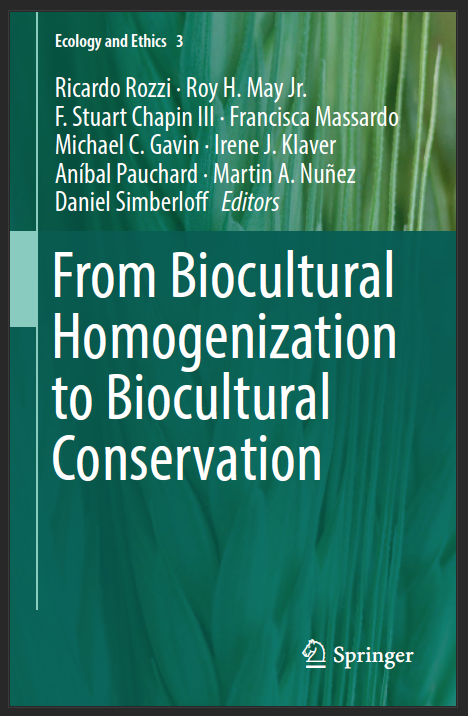 Ecology and Ethics 3
Ricardo Rozzi · Roy H. May Jr.
F. Stuart Chapin III · Francisca Massardo
Michael C. Gavin · Irene J. Klaver
Aníbal Pauchard · Martin A. Nuñez
Daniel Simberloff Editors
From Biocultural
Homogenization
to Biocultural
Conservation
Springer